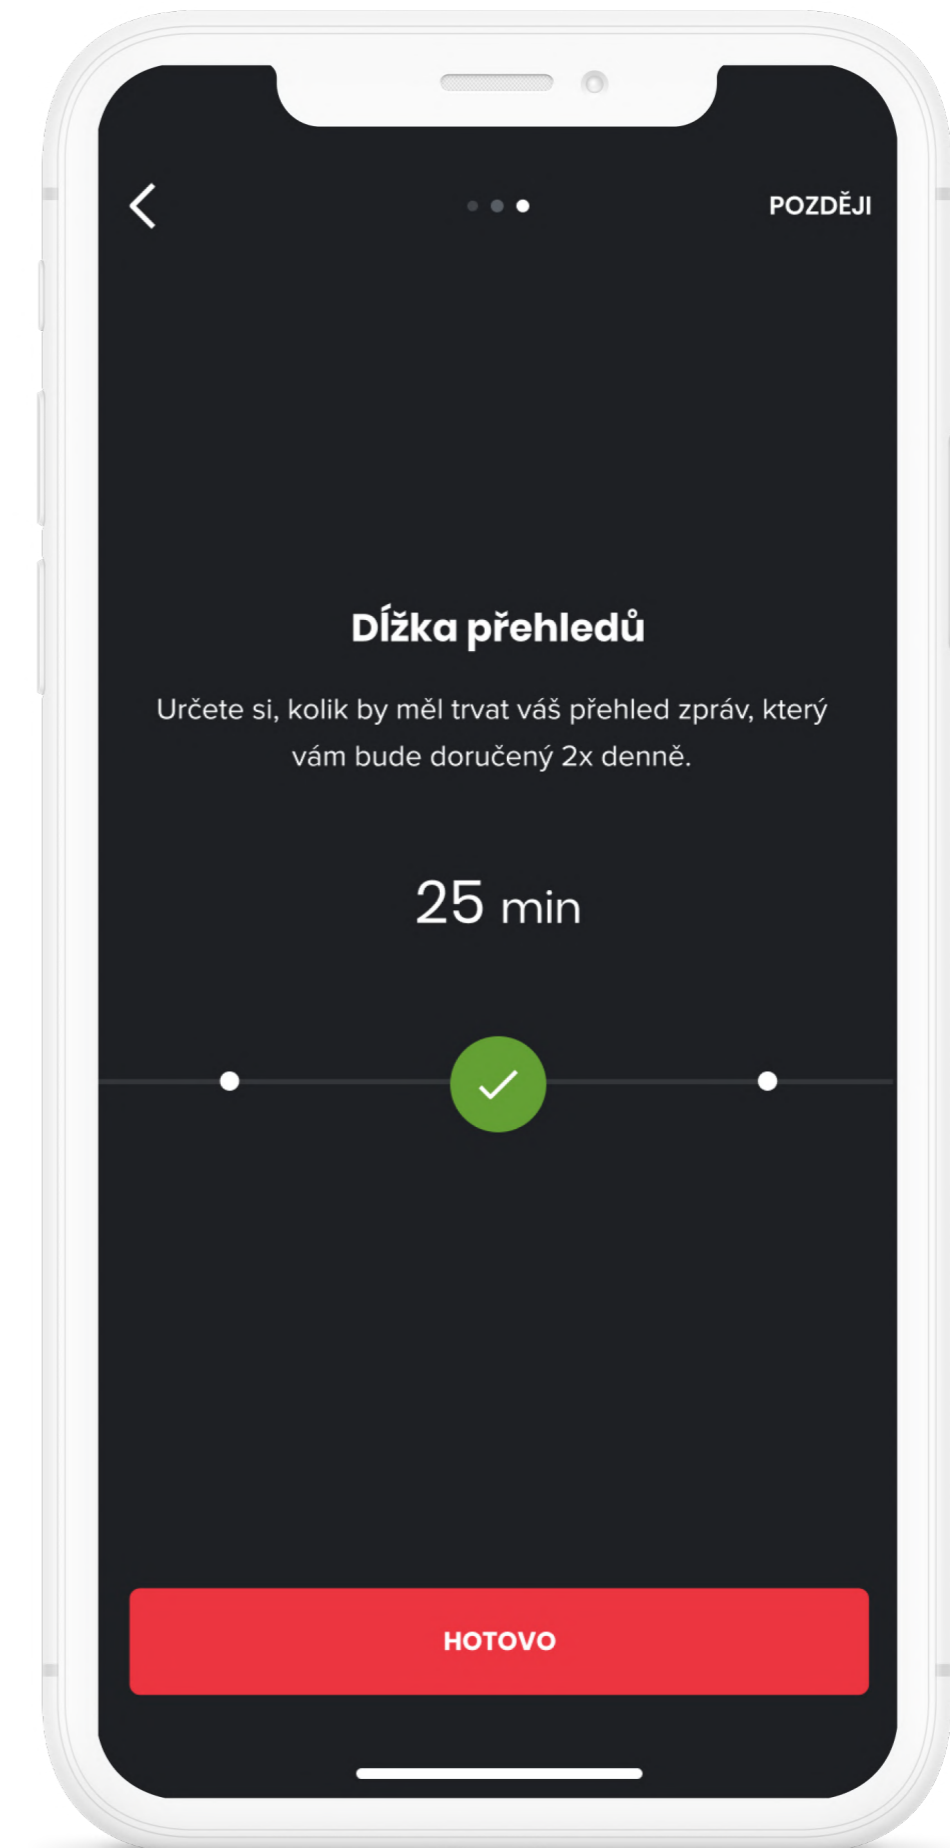 POZDĚJI
Dĺžka přehledů
Určete si, kolik by měl trvat váš přehled zpráv, který
vám bude doručený 2x denně.
25 min
HOTOVO